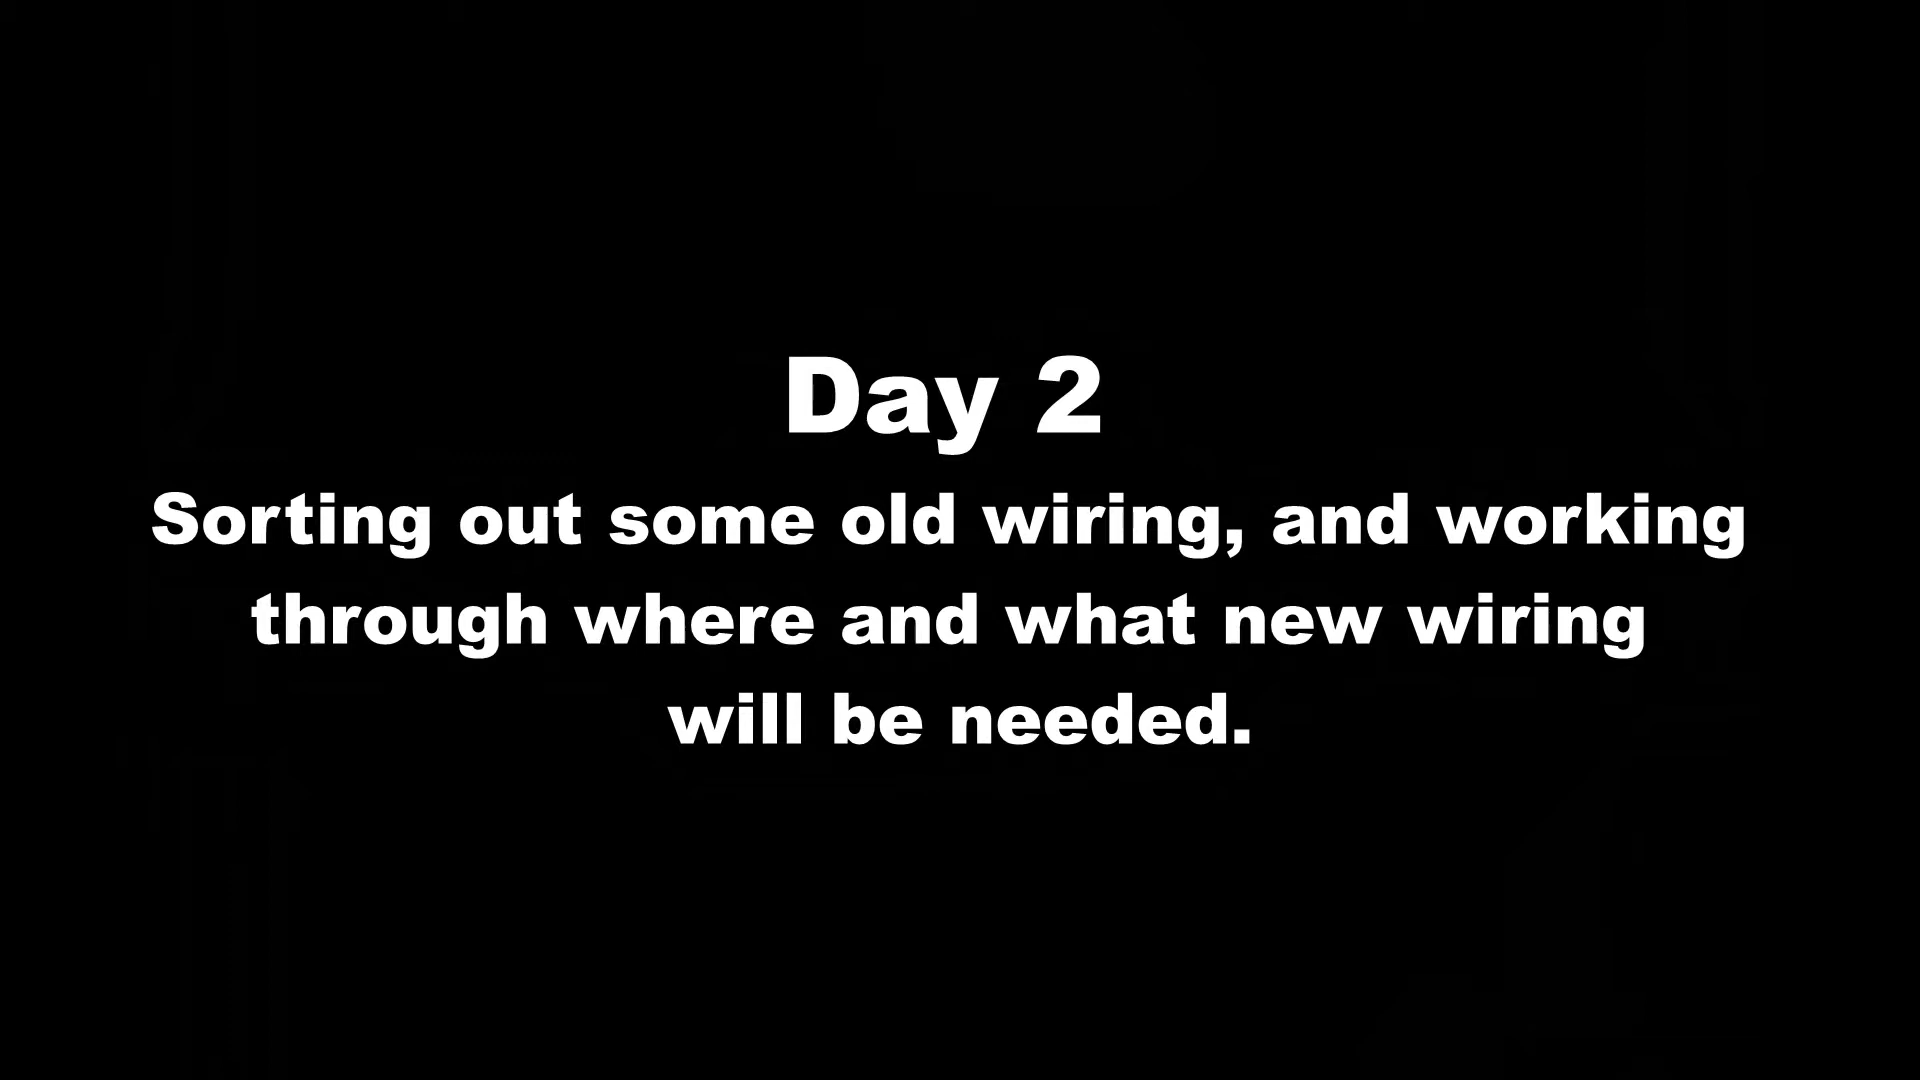 Day 2
Sorting out some old wiring, and working
through where and what new wiring
will be needed.